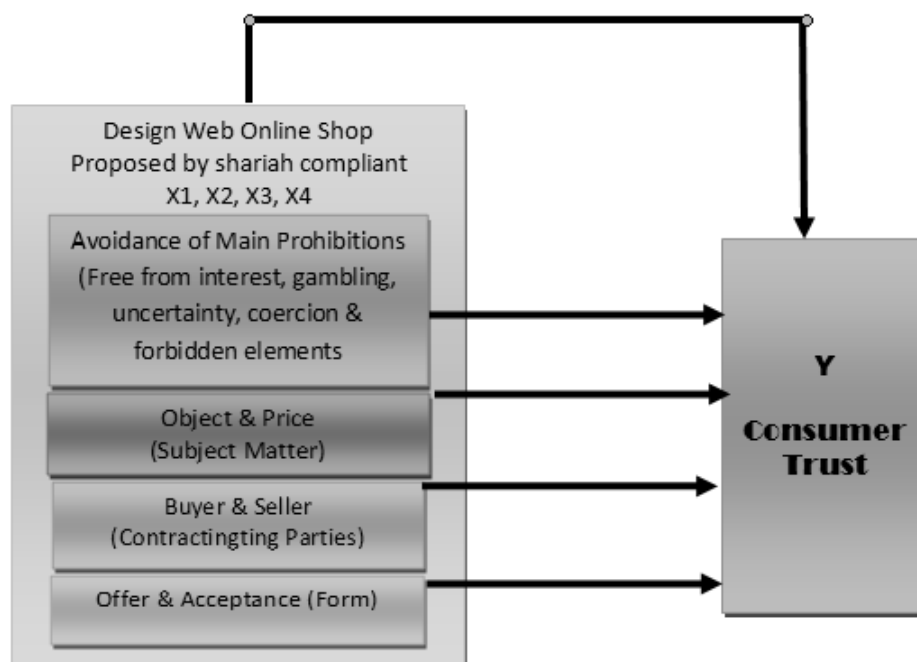 Design Web Online Shop
Proposed by shariah compliant
X1, X2, X3, X4
Avoidance of Main Prohibitions
(Free from interest, gambling,
uncertainty, coercion &
forbidden elements
Object & Price
(Subject Matter)
Buyer & Seller
(Contractingting Parties)
Offer & Acceptance (Form)
Y
Consumer
Trust